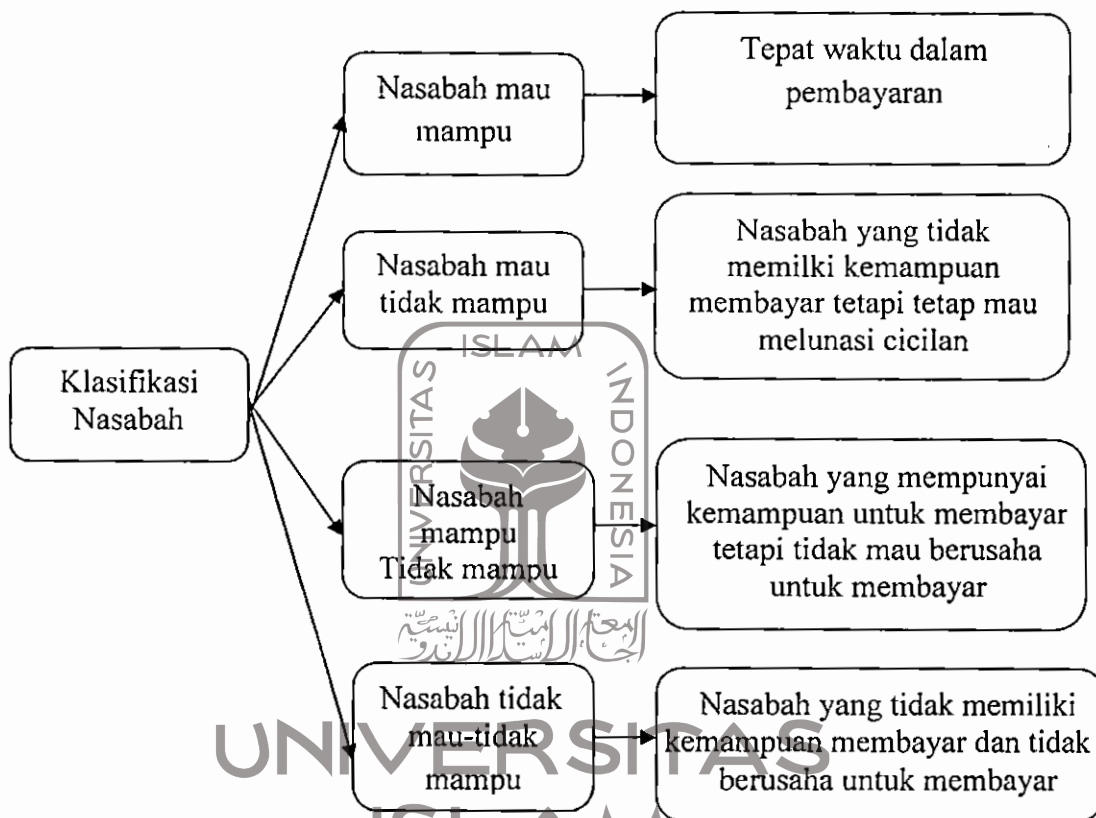 Nasabah mau
mampu
Tepat waktu dalam
pembayaran
Nasabah mau
tidak mampu
Nasabah yang tidak
memilki kemampuan
membayar tetapi tetap mau
melunasi cicilan
Klasifikasi
Nasabah
UNIVERSITAS
ISLAM
INDONESIA
Nasabah
mampu
Tidak mampu
Nasabah yang mempunyai
kemampuan untuk membayar
tetapi tidak mau berusaha
untuk membayar
Nasabah tidak
mau-tidak
mampu
Nasabah yang tidak memiliki
kemampuan membayar dan tidak
berusaha untuk membayar
UNIVERSITAS
ISLAM